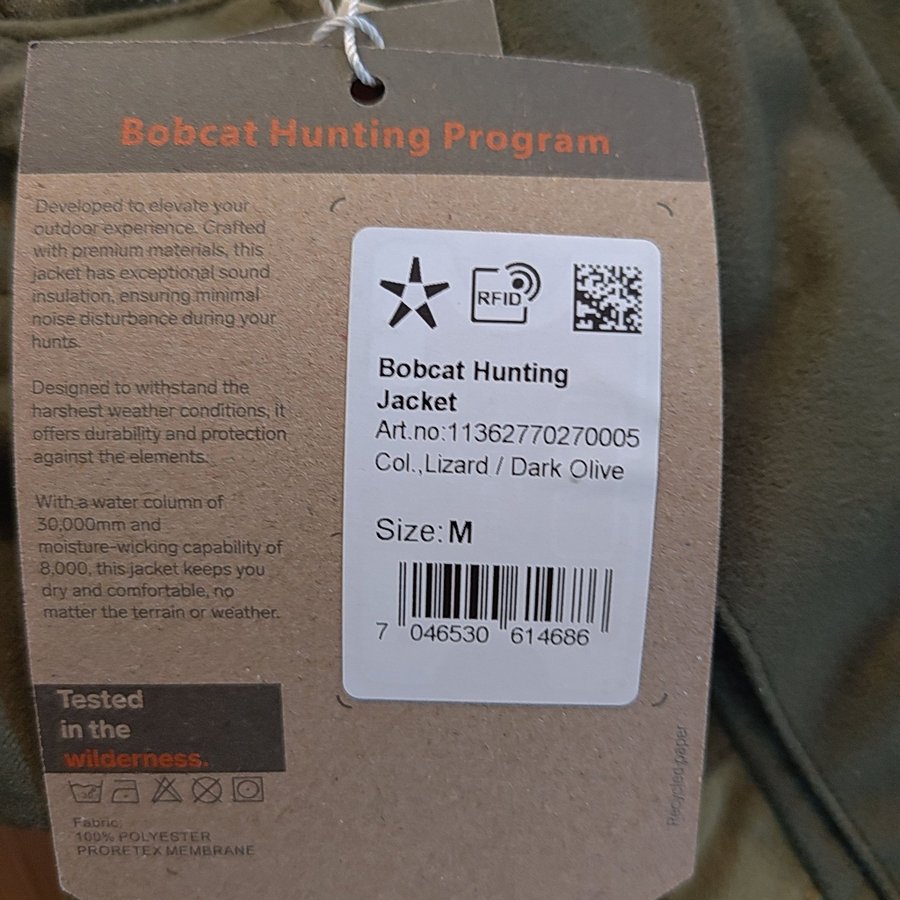 Bobcat Hunting Program
Developed to elevate your
outdoor experience. Crafted
with premium materials, this
jacket has exceptional sound
insulation, ensuring minimal
noise disturbance during your
hunts.
Designed to withstand the
harshest weather conditions, it
offers durability and protection
against the elements.
With a water column of
30,000mm and
moisture-wicking capability of
8.000, this jacket keeps you
dry and comfortable, no
matter the terrain or weather.
Tested
in the
wilderness.
Fabric:
100% POLYESTER
PRORETEX MEMBRANE
RFID
Bobcat Hunting
Jacket
Art.no:11362770270005
Col.,Lizard / Dark Olive
Size: M
7 046530 614686
Recycled paper